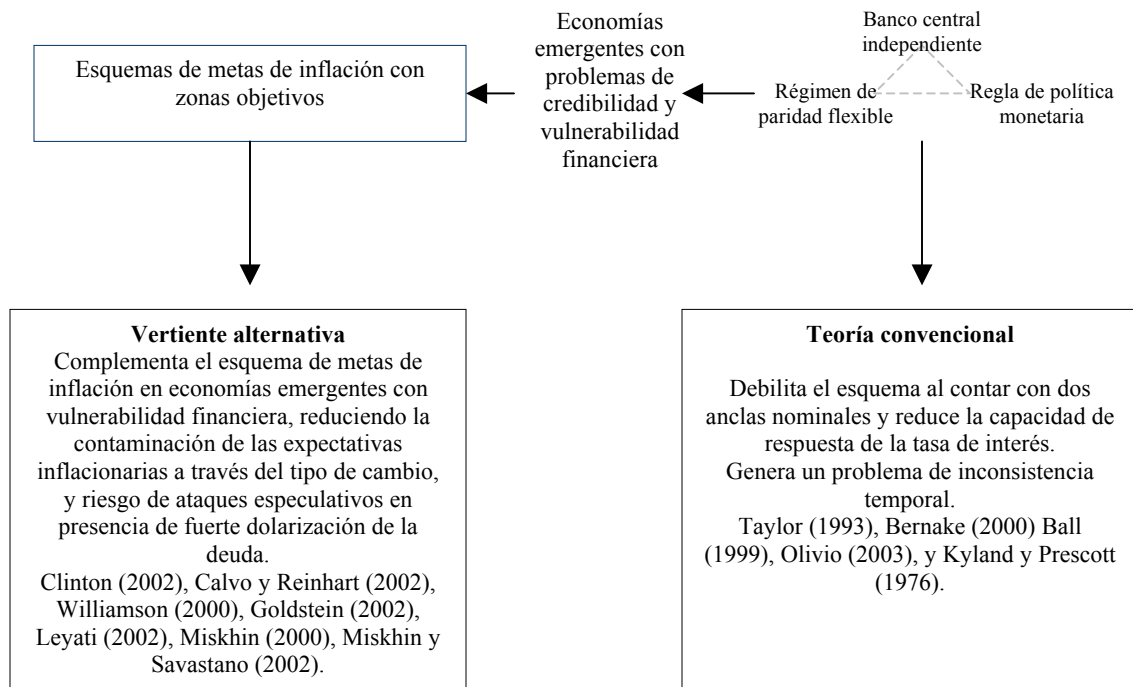 Esquemas de metas de inflación con
zonas objetivos
Economías
emergentes con
problemas de
credibilidad y
vulnerabilidad
financiera
Banco central
independiente
Régimen de
paridad flexible
Regla de política
monetaria
Vertiente alternativa
Complementa el esquema de metas de
inflación en economías emergentes con
vulnerabilidad financiera, reduciendo la
contaminación de las expectativas
inflacionarias a través del tipo de cambio,
y riesgo de ataques especulativos en
presencia de fuerte dolarización de la
deuda.
Clinton (2002), Calvo y Reinhart (2002),
Williamson (2000), Goldstein (2002),
Leyati (2002), Miskhin (2000), Miskhin y
Savastano (2002).
Teoría convencional
Debilita el esquema al contar con dos
anclas nominales y reduce la capacidad de
respuesta de la tasa de interés.
Genera un problema de inconsistencia
temporal.
Taylor (1993), Bernake (2000) Ball
(1999), Olivio (2003), y Kyland y Prescott
(1976).